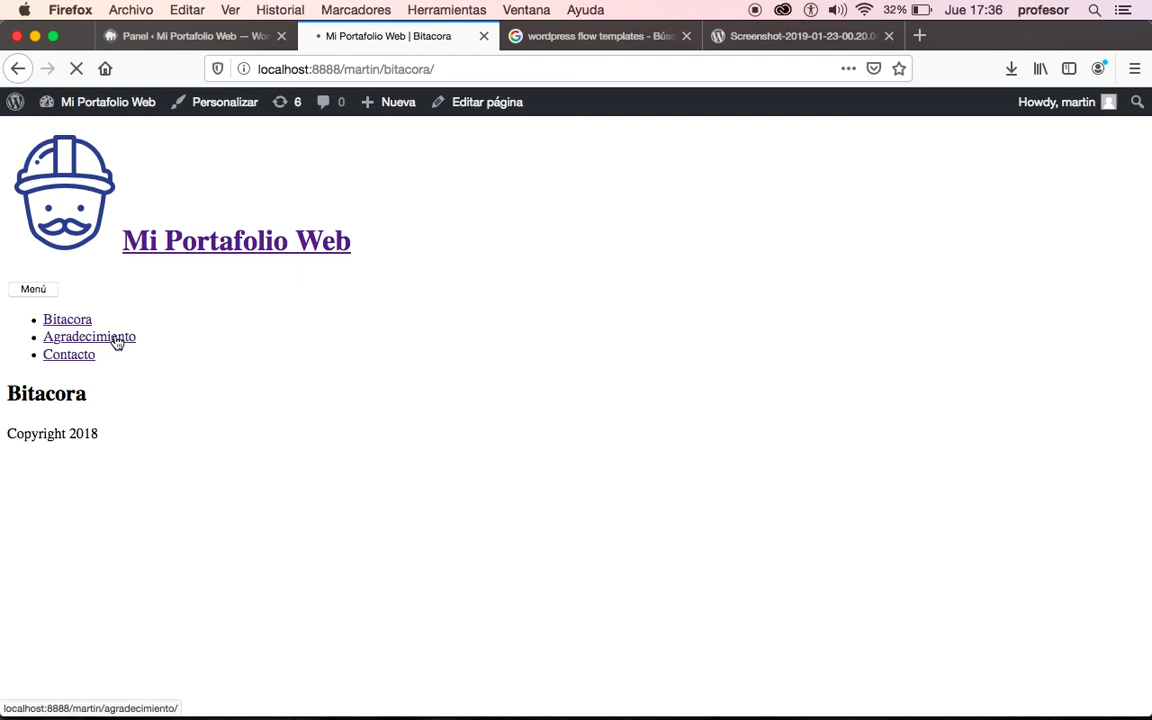 Firefox Archivo Editar Ver Historial Marcadores Herramientas Ventana Ayuda 32% Jue 17:36 profesor
Panel ‹ Mi Portafolio Web — Wor Mi Portafolio Web | Bitacora wordpress flow templates - Bús Screenshot-2019-01-23-00.20.0
localhost:8888/martin/bitacora/
Mi Portafolio Web Personalizar 6 0 Nueva Editar página Howdy, martin
Mi Portafolio Web
Menú
Bitacora
Agradecimiento
Contacto
Bitacora
Copyright 2018
localhost:8888/martin/agradecimiento/